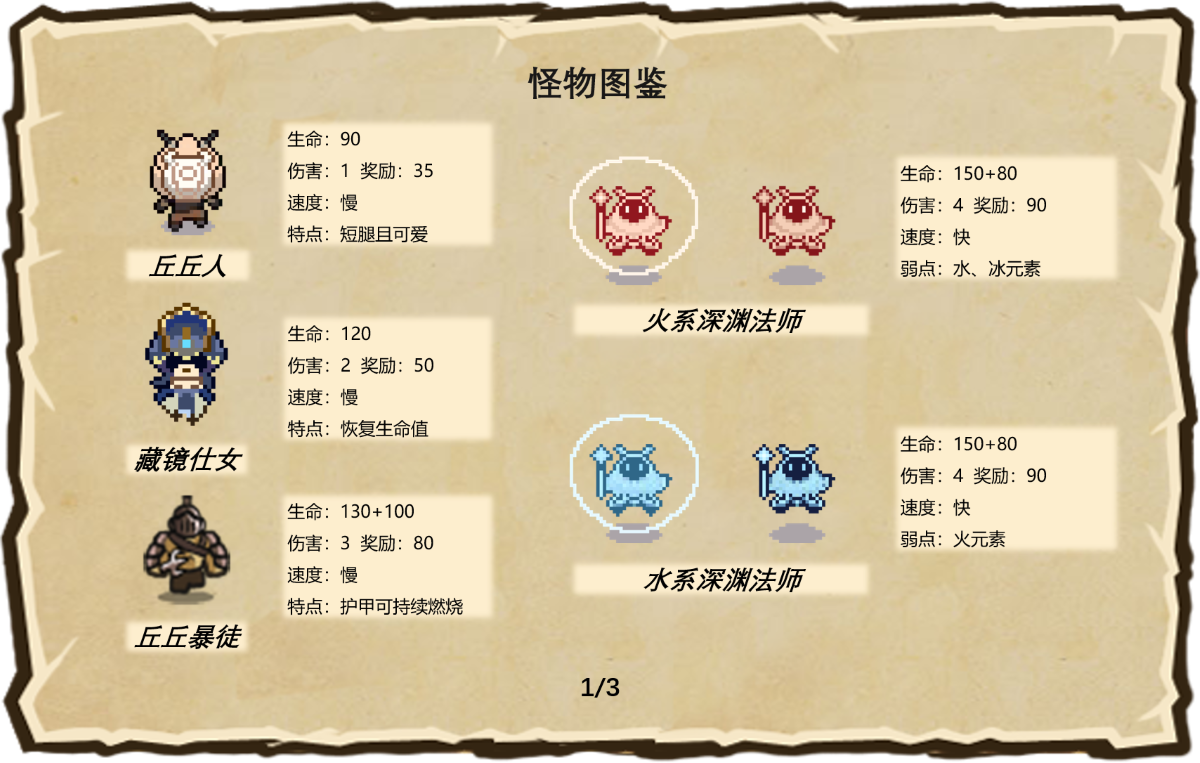 怪物图鉴
生命：90
伤害：1 奖励：35
速度：慢
特点：短腿且可爱
丘丘人
生命：120
伤害：2 奖励：50
速度：慢
特点：恢复生命值
藏镜仕女
生命：130+100
伤害：3 奖励：80
速度：慢
特点：护甲可持续燃烧
丘丘暴徒
生命：150+80
伤害：4 奖励：90
速度：快
弱点：水、冰元素
火系深渊法师
生命：150+80
伤害：4 奖励：90
速度：快
弱点：火元素
水系深渊法师
1/3